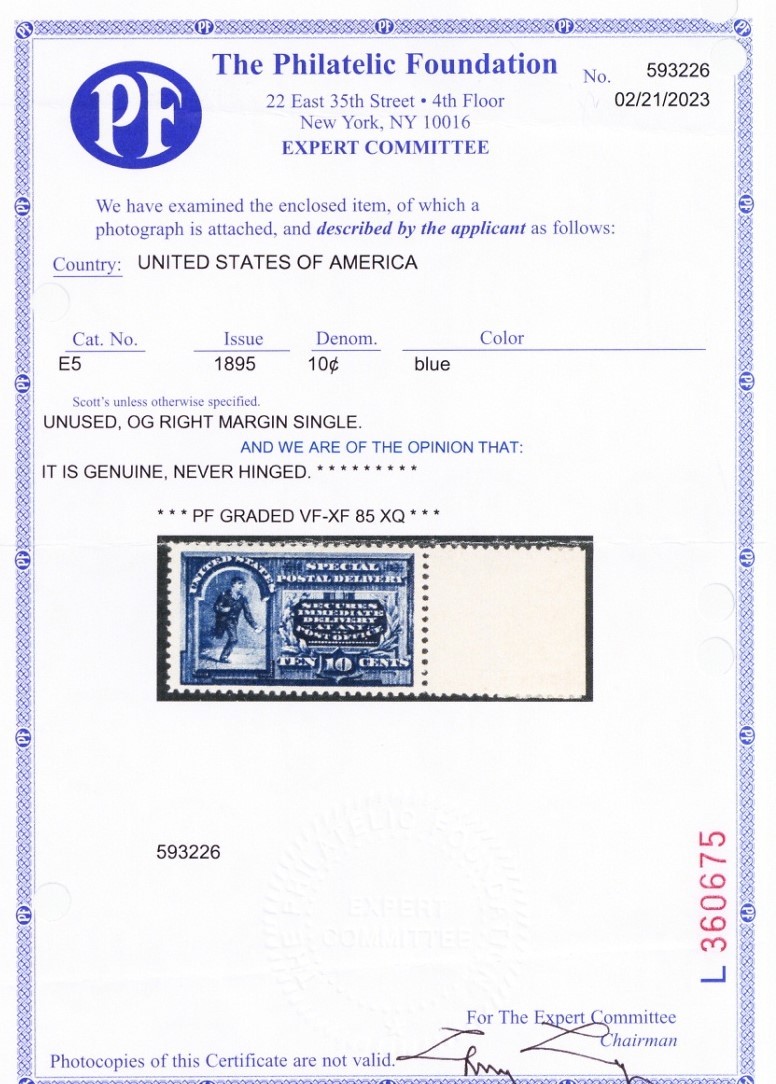 PF
The Philatelic Foundation
22 East 35th Street • 4th Floor
New York, NY 10016
EXPERT COMMITTEE
No. 593226
02/21/2023
We have examined the enclosed item, of which a
photograph is attached, and described by the applicant as follows:
Country: UNITED STATES OF AMERICA
Cat. No. Issue Denom. Color
E5 1895 10¢ blue
Scott's unless otherwise specified.
UNUSED, OG RIGHT MARGIN SINGLE.
AND WE ARE OF THE OPINION THAT:
IT IS GENUINE, NEVER HINGED. * * * * * * * * *
* * * PF GRADED VF-XF 85 XQ * * *
UNITED STATES
SPECIAL
POSTAL DELIVERY
SECURES
IMMEDIATE
DELIVERY
AT ANY
POST OFFICE
TEN 10 CENTS
593226
EXPERT
COMMITTEE
L 360675
For The Expert Committee
Chairman
Photocopies of this Certificate are not valid.